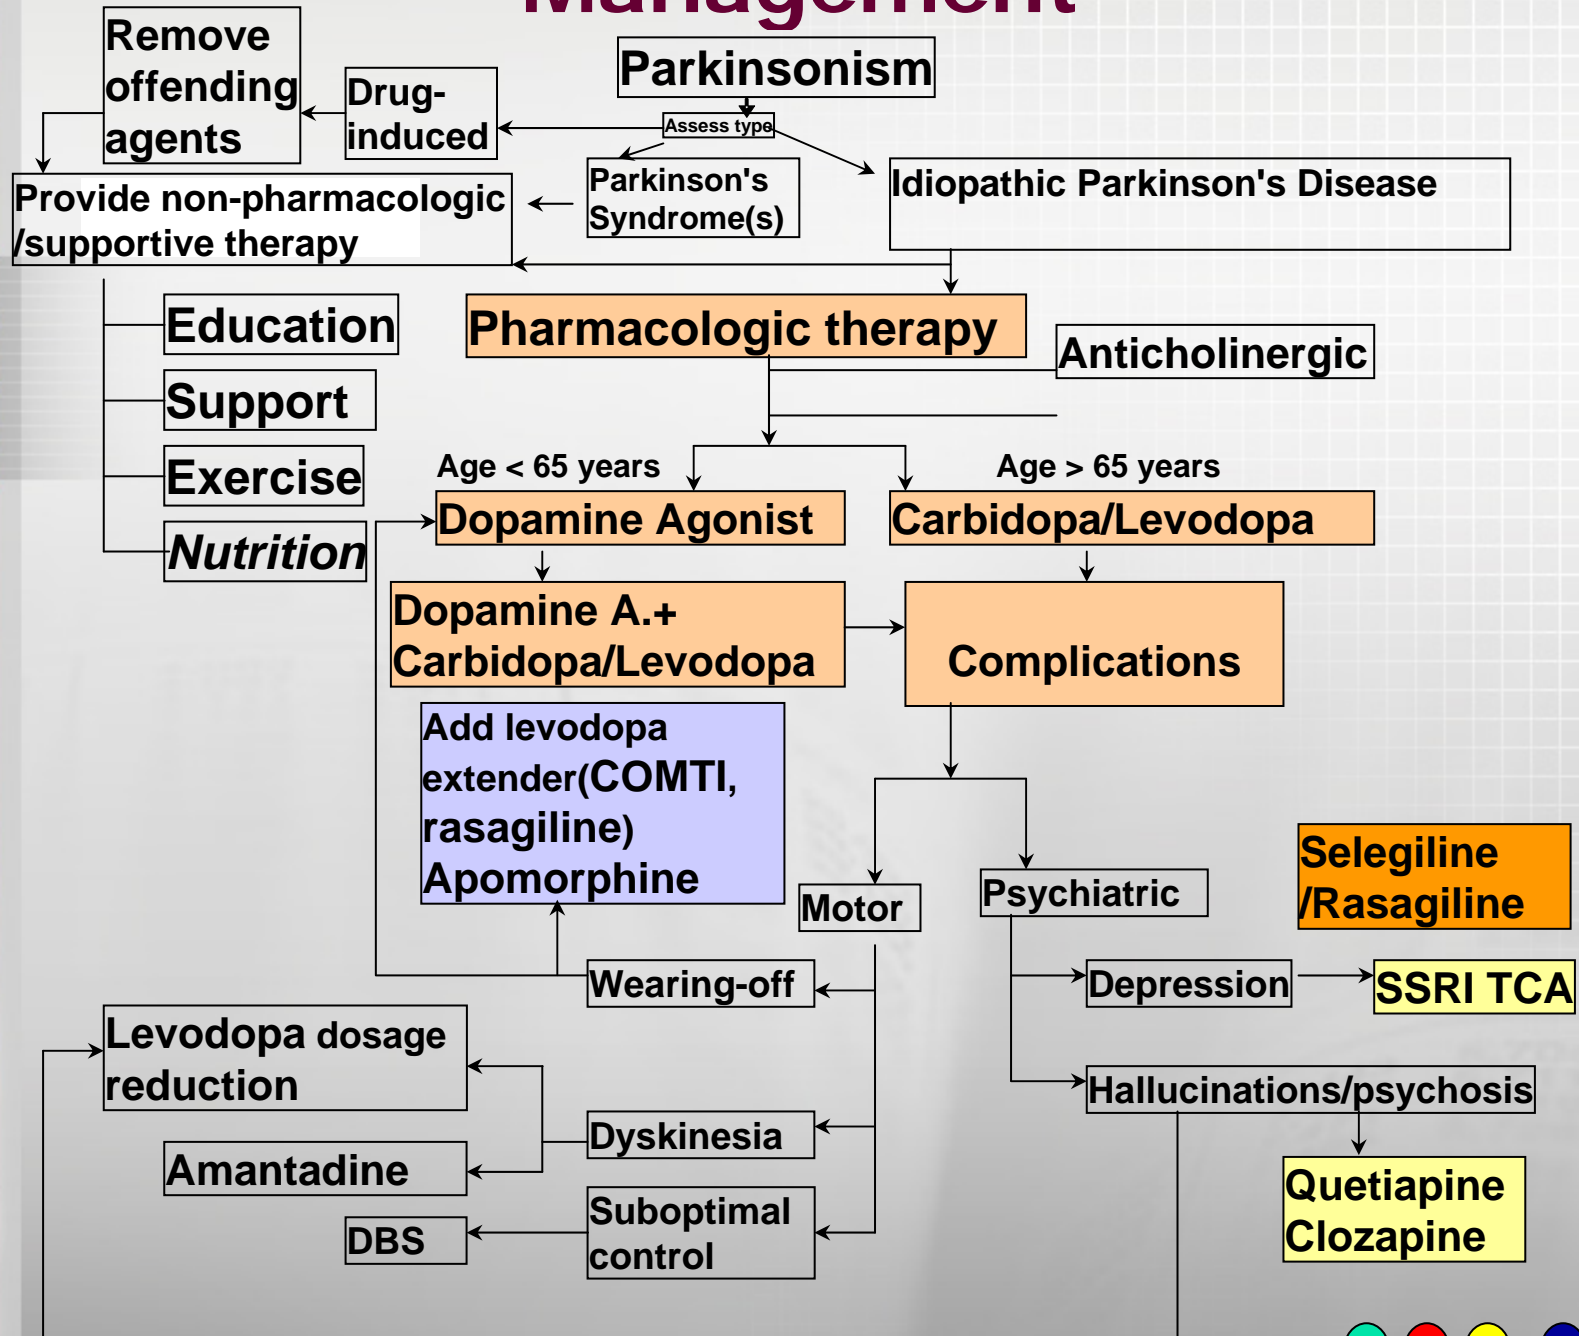 Management
Remove
offending
agents
Drug-
induced
Parkinsonism
Assess type
Parkinson's
Syndrome(s)
Idiopathic Parkinson's Disease
Provide non-pharmacologic
/supportive therapy
Education
Support
Exercise
Nutrition
Pharmacologic therapy
Anticholinergic
Age < 65 years
Age > 65 years
Dopamine Agonist
Carbidopa/Levodopa
Dopamine A.+
Carbidopa/Levodopa
Complications
Add levodopa
extender(COMTI,
rasagiline)
Apomorphine
Motor
Psychiatric
Selegiline
/Rasagiline
Wearing-off
Depression
SSRI TCA
Levodopa dosage
reduction
Hallucinations/psychosis
Dyskinesia
Amantadine
Quetiapine
Clozapine
Suboptimal
control
DBS